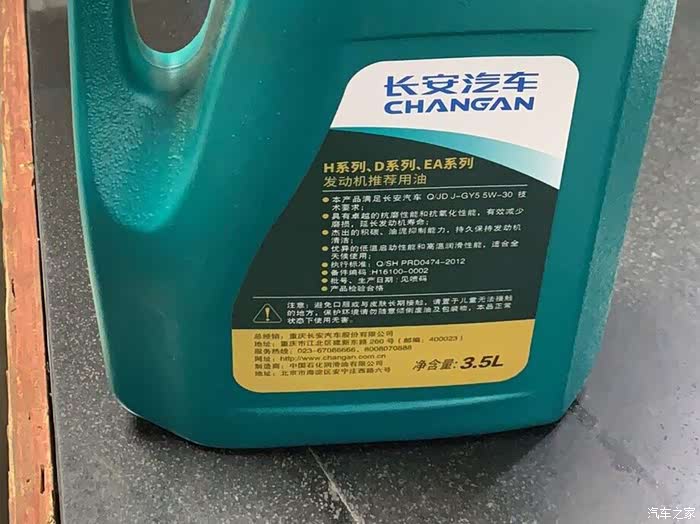 长安汽车
CHANGAN
H系列、D系列、EA系列
发动机推荐用油
●本产品满足长安汽车 Q/JD J-GY5 5W-30 技
术要求；
●具有卓越的抗磨性能和抗氧化性能，有效减少
磨损，延长发动机寿命；
●杰出的积碳、油泥抑制能力，持久保持发动机
清洁；
●优异的低温启动性能和高温润滑性能，适合全
天候使用；
●执行标准：Q/SH PRD0474-2012
●备件编码：H16100-0002
●批号、生产日期：见喷码
●产品检验合格
注意：避免口服或与皮肤长期接触，请置于儿童无法接触
的地方，保护环境请勿随意倾倒废油及包装物，本品正常
状态下使用无害。
总经销：重庆长安汽车股份有限公司
地址：重庆市江北区建新东路 260 号（邮编：400023）
服务热线：023-67066666、8008070888
网址：http://www.changan.com.cn
制造商：中国石化润滑油有限公司
地址：北京市海淀区安宁庄西路六号
净含量：3.5L
汽车之家